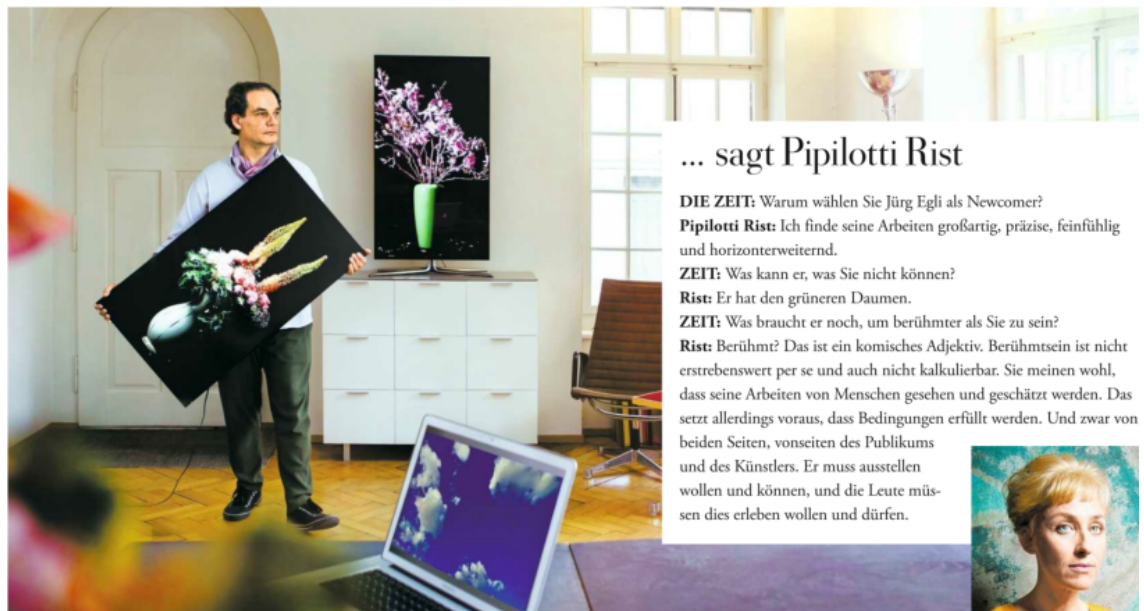 ... sagt Pipilotti Rist
DIE ZEIT: Warum wählen Sie Jürg Egli als Newcomer?
Pipilotti Rist: Ich finde seine Arbeiten großartig, präzise, feinfühlig
und horizonterweiternd.
ZEIT: Was kann er, was Sie nicht können?
Rist: Er hat den grüneren Daumen.
ZEIT: Was braucht er noch, um berühmter als Sie zu sein?
Rist: Berühmt? Das ist ein komisches Adjektiv. Berühmtsein ist nicht
erstrebenswert per se und auch nicht kalkulierbar. Sie meinen wohl,
dass seine Arbeiten von Menschen gesehen und geschätzt werden. Das
setzt allerdings voraus, dass Bedingungen erfüllt werden. Und zwar von
beiden Seiten, vonseiten des Publikums
und des Künstlers. Er muss ausstellen
wollen und können, und die Leute müs-
sen dies erleben wollen und dürfen.